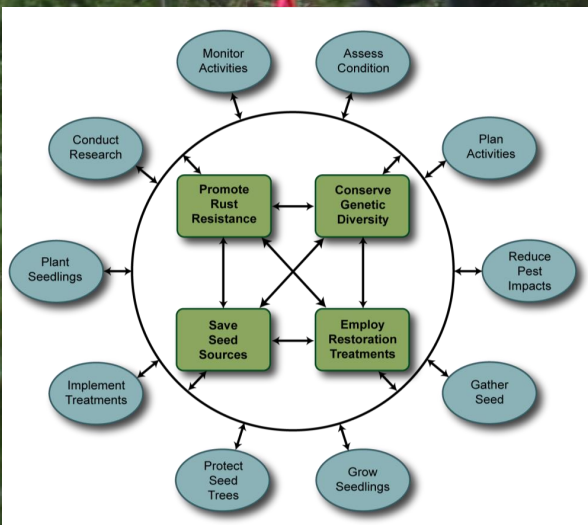 Monitor
Activities
Assess
Condition
Conduct
Research
Plan
Activities
Promote
Rust
Resistance
Conserve
Genetic
Diversity
Plant
Seedlings
Reduce
Pest
Impacts
Save
Seed
Sources
Employ
Restoration
Treatments
Implement
Treatments
Gather
Seed
Protect
Seed
Trees
Grow
Seedlings